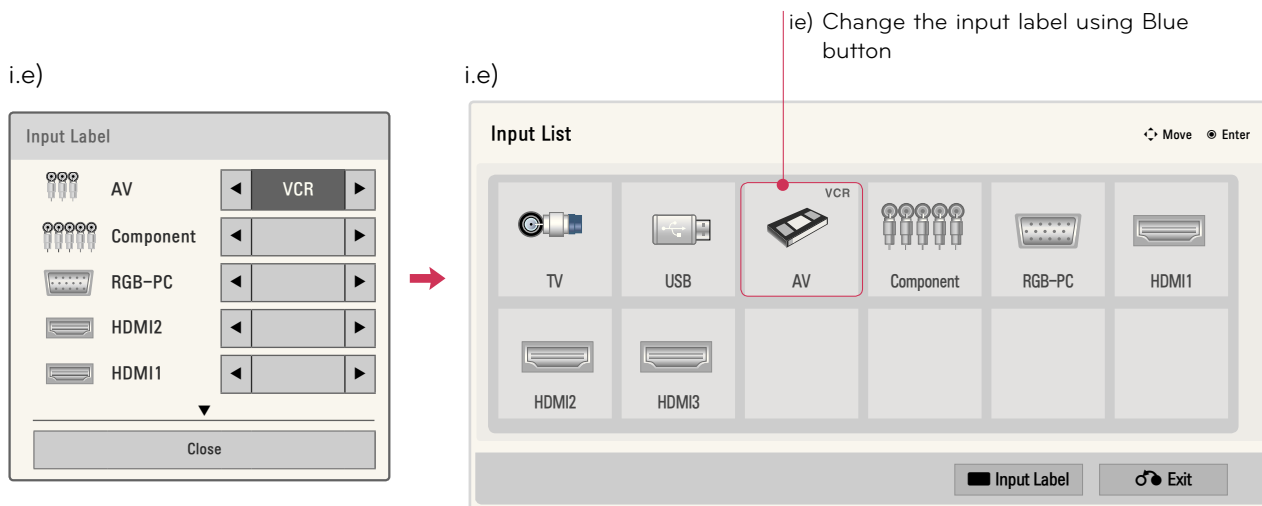 ie) Change the input label using Blue
button
i.e)
i.e)
Input Label
AV VCR
Component
RGB-PC
HDMI2
HDMI1
Close
Input List Move Enter
VCR
TV USB AV Component RGB-PC HDMI1
HDMI2 HDMI3
Input Label Exit